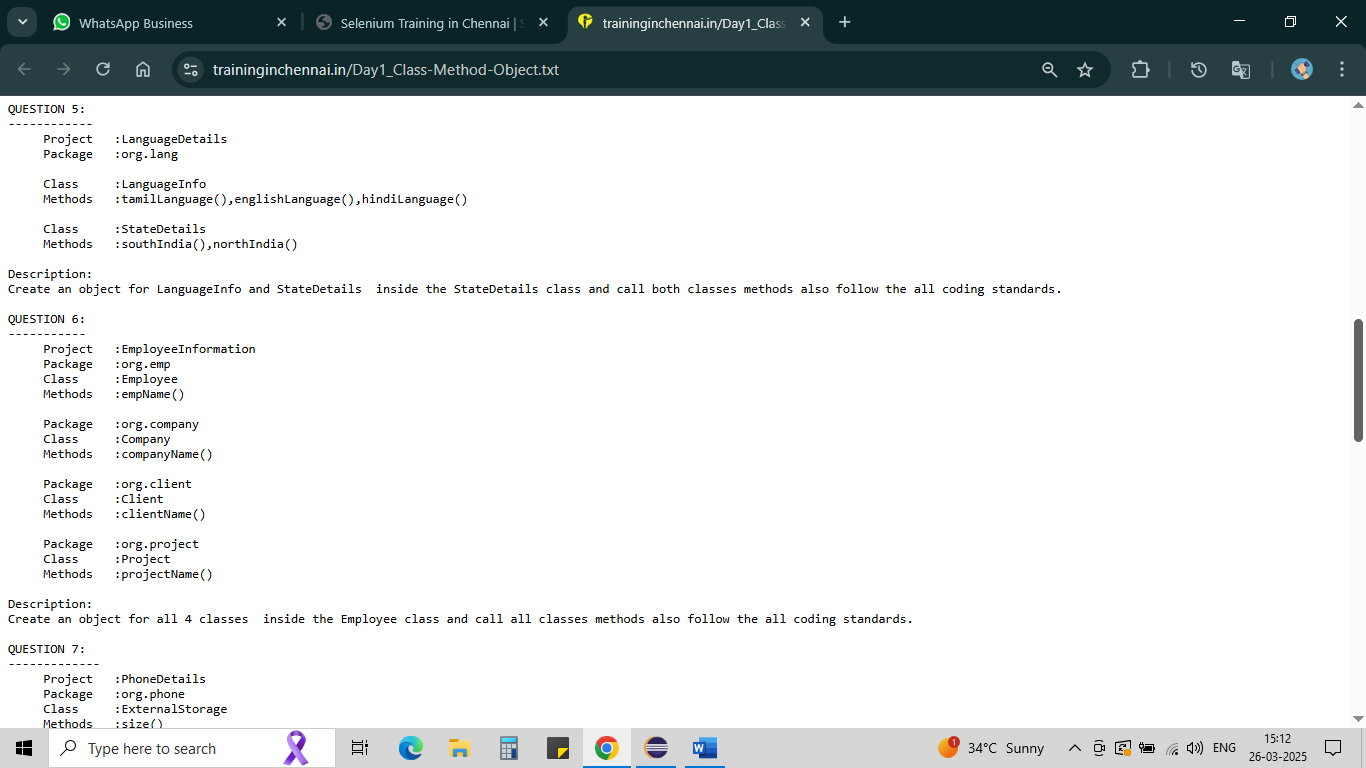 WhatsApp Business
Selenium Training in Chennai | S
traininginchennai.in/Day1_Class
traininginchennai.in/Day1_Class-Method-Object.txt
QUESTION 5:
------------
Project :LanguageDetails
Package :org.lang
Class :LanguageInfo
Methods :tamilLanguage(),englishLanguage(),hindiLanguage()
Class :StateDetails
Methods :southIndia(),northIndia()
Description:
Create an object for LanguageInfo and StateDetails  inside the StateDetails class and call both classes methods also follow the all coding standards.
QUESTION 6:
-----------
Project :EmployeeInformation
Package :org.emp
Class :Employee
Methods :empName()
Package :org.company
Class :Company
Methods :companyName()
Package :org.client
Class :Client
Methods :clientName()
Package :org.project
Class :Project
Methods :projectName()
Description:
Create an object for all 4 classes  inside the Employee class and call all classes methods also follow the all coding standards.
QUESTION 7:
-------------
Project :PhoneDetails
Package :org.phone
Class :ExternalStorage
Methods :size()
Type here to search
1
34°C Sunny
ENG
15:12
26-03-2025